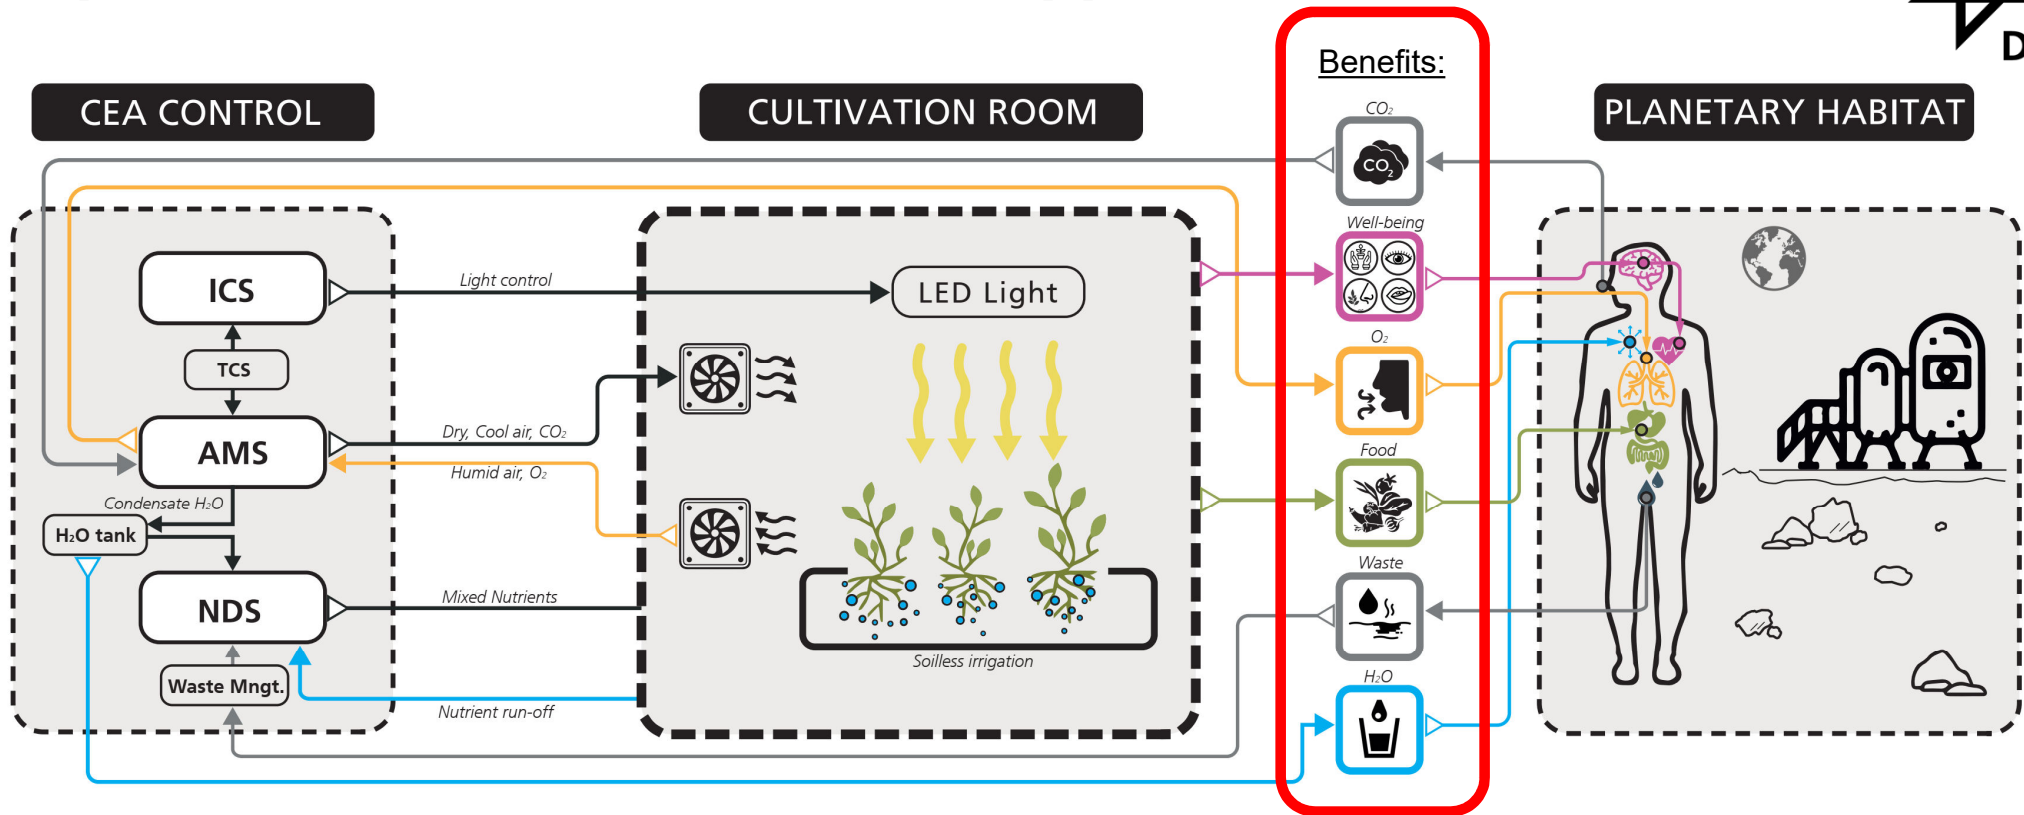 Benefits:
D
CEA CONTROL
CULTIVATION ROOM
PLANETARY HABITAT
CO₂
CO₂
Well-being
ICS
Light control
LED Light
TCS
O₂
AMS
Dry, Cool air, CO₂
Humid air, O₂
Food
Condensate H₂O
H₂O tank
NDS
Mixed Nutrients
Waste
Soilless irrigation
Waste Mngt.
Nutrient run-off
H₂O